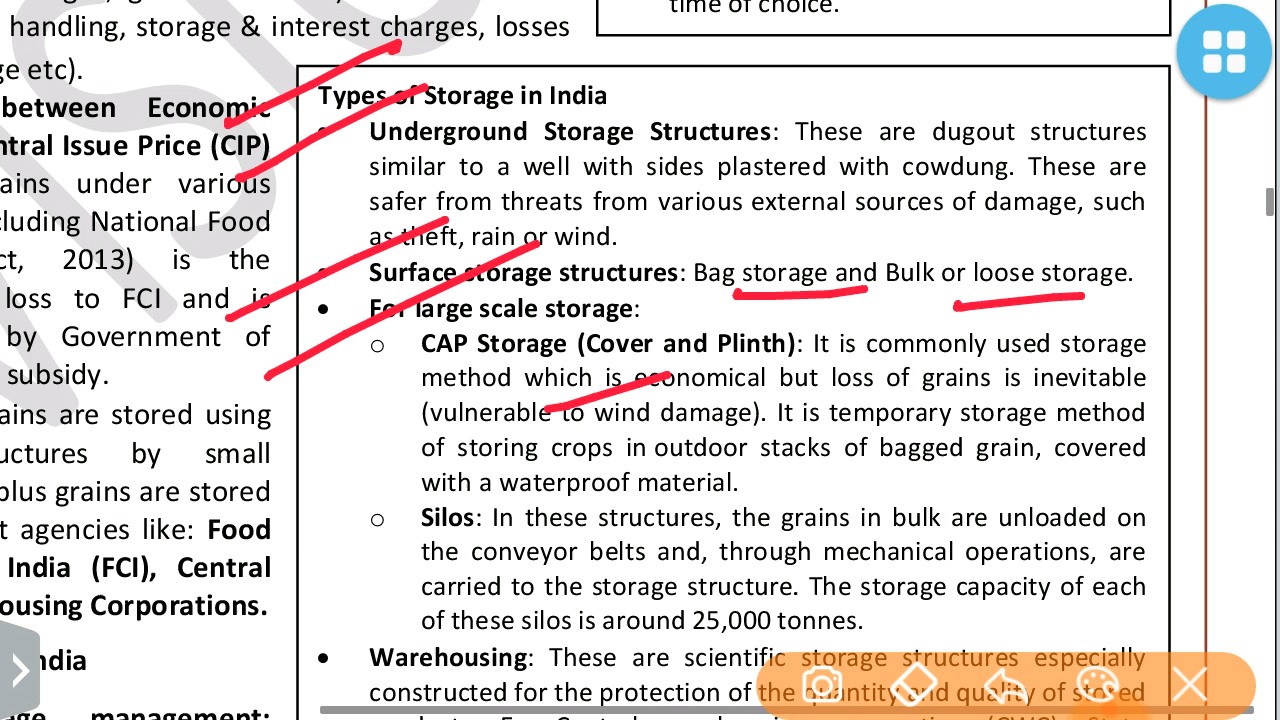 handling, storage & interest charges, losses
ge etc).
between Economic
ntral Issue Price (CIP)
ains under various
cluding National Food
ct, 2013) is the
loss to FCI and is
by Government of
subsidy.
ains are stored using
uctures by small
plus grains are stored
t agencies like: Food
India (FCI), Central
ousing Corporations.
ndia
age management:
time of choice.
Types of Storage in India
• Underground Storage Structures: These are dugout structures
similar to a well with sides plastered with cowdung. These are
safer from threats from various external sources of damage, such
as theft, rain or wind.
• Surface storage structures: Bag storage and Bulk or loose storage.
• For large scale storage:
o CAP Storage (Cover and Plinth): It is commonly used storage
method which is economical but loss of grains is inevitable
(vulnerable to wind damage). It is temporary storage method
of storing crops in outdoor stacks of bagged grain, covered
with a waterproof material.
o Silos: In these structures, the grains in bulk are unloaded on
the conveyor belts and, through mechanical operations, are
carried to the storage structure. The storage capacity of each
of these silos is around 25,000 tonnes.
• Warehousing: These are scientific storage structures especially
constructed for the protection of the quantity and quality of stored